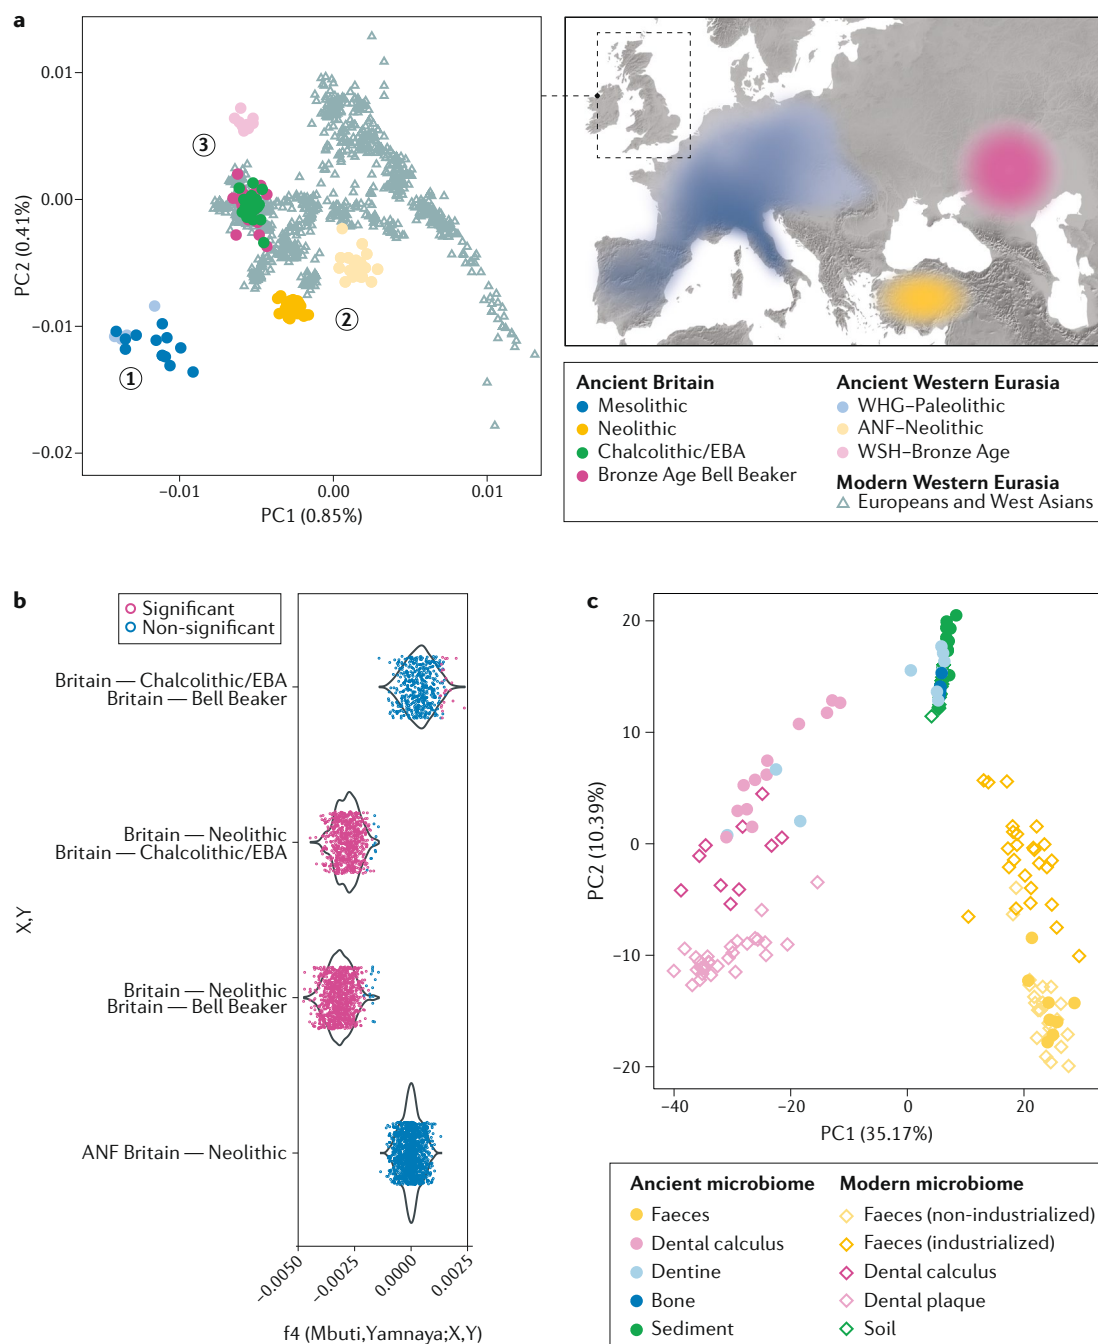 a
0.01
0.00
−0.01
−0.02
PC2 (0.41%)
−0.01
0.00
0.01
PC1 (0.85%)
3
2
1
Ancient Britain
Mesolithic
Neolithic
Chalcolithic/EBA
Bronze Age Bell Beaker
Ancient Western Eurasia
WHG–Paleolithic
ANF–Neolithic
WSH–Bronze Age
Modern Western Eurasia
Europeans and West Asians
b
Significant
Non-significant
Britain — Chalcolithic/EBA
Britain — Bell Beaker
Britain — Neolithic
Britain — Chalcolithic/EBA
Britain — Neolithic
Britain — Bell Beaker
ANF Britain — Neolithic
X,Y
−0.0050
−0.0025
0.0000
0.0025
f4 (Mbuti,Yamnaya;X,Y)
c
20
10
0
−10
−20
PC2 (10.39%)
−40
−20
0
20
PC1 (35.17%)
Ancient microbiome
Faeces
Dental calculus
Dentine
Bone
Sediment
Modern microbiome
Faeces (non-industrialized)
Faeces (industrialized)
Dental calculus
Dental plaque
Soil